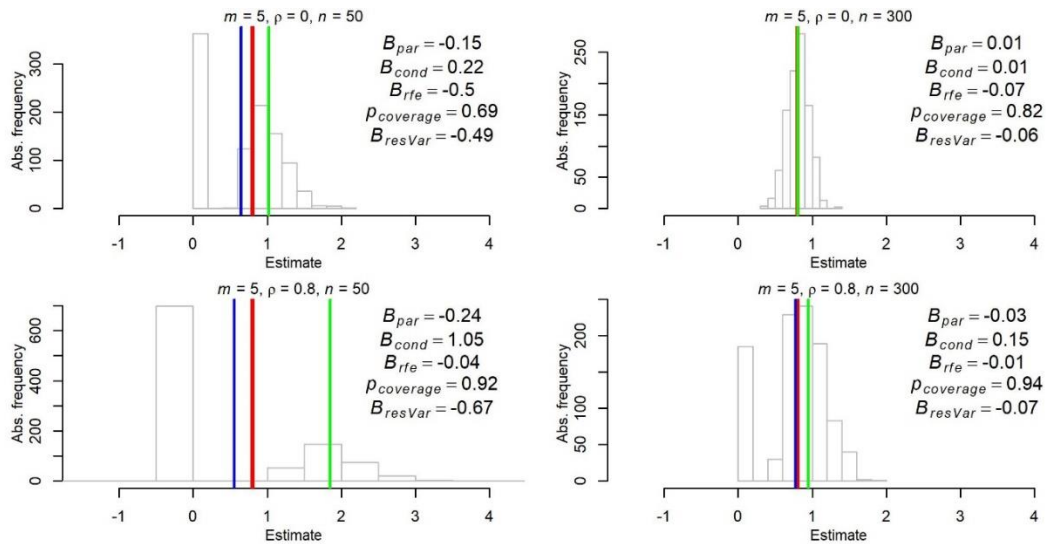 m = 5, ρ = 0, n = 50
B_par = -0.15
B_cond = 0.22
B_rfe = -0.5
p_coverage = 0.69
B_resVar = -0.49
Abs. frequency
0 100 200 300
-1 0 1 2 3 4
Estimate
m = 5, ρ = 0, n = 300
B_par = 0.01
B_cond = 0.01
B_rfe = -0.07
p_coverage = 0.82
B_resVar = -0.06
Abs. frequency
0 50 150 250
-1 0 1 2 3 4
Estimate
m = 5, ρ = 0.8, n = 50
B_par = -0.24
B_cond = 1.05
B_rfe = -0.04
p_coverage = 0.92
B_resVar = -0.67
Abs. frequency
0 200 400 600
-1 0 1 2 3 4
Estimate
m = 5, ρ = 0.8, n = 300
B_par = -0.03
B_cond = 0.15
B_rfe = -0.01
p_coverage = 0.94
B_resVar = -0.07
Abs. frequency
0 50 100 200
-1 0 1 2 3 4
Estimate